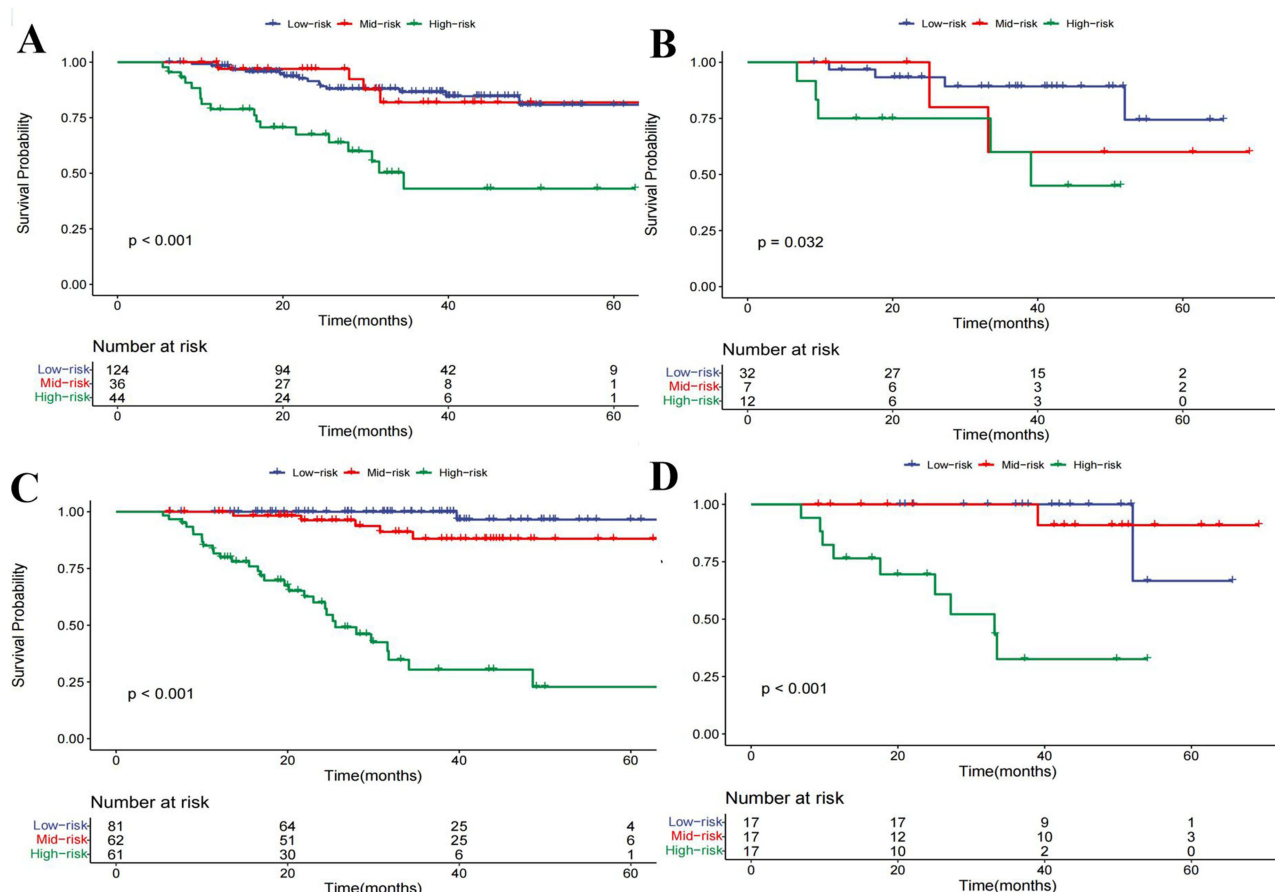 A
Low-risk Mid-risk High-risk
Survival Probability
1.00
0.75
0.50
0.25
0.00
p < 0.001
0 20 40 60
Time(months)
Number at risk
Low-risk 124 94 42 9
Mid-risk 36 27 8 1
High-risk 44 24 6 1
0 20 40 60
Time(months)
B
Low-risk Mid-risk High-risk
Survival Probability
1.00
0.75
0.50
0.25
0.00
p = 0.032
0 20 40 60
Time(months)
Number at risk
Low-risk 32 27 15 2
Mid-risk 7 6 3 2
High-risk 12 6 3 0
0 20 40 60
Time(months)
C
Low-risk Mid-risk High-risk
Survival Probability
1.00
0.75
0.50
0.25
0.00
p < 0.001
0 20 40 60
Time(months)
Number at risk
Low-risk 81 64 25 4
Mid-risk 62 51 25 6
High-risk 61 30 6 1
0 20 40 60
Time(months)
D
Low-risk Mid-risk High-risk
Survival Probability
1.00
0.75
0.50
0.25
0.00
p < 0.001
0 20 40 60
Time(months)
Number at risk
Low-risk 17 17 9 1
Mid-risk 17 12 10 3
High-risk 17 10 2 0
0 20 40 60
Time(months)